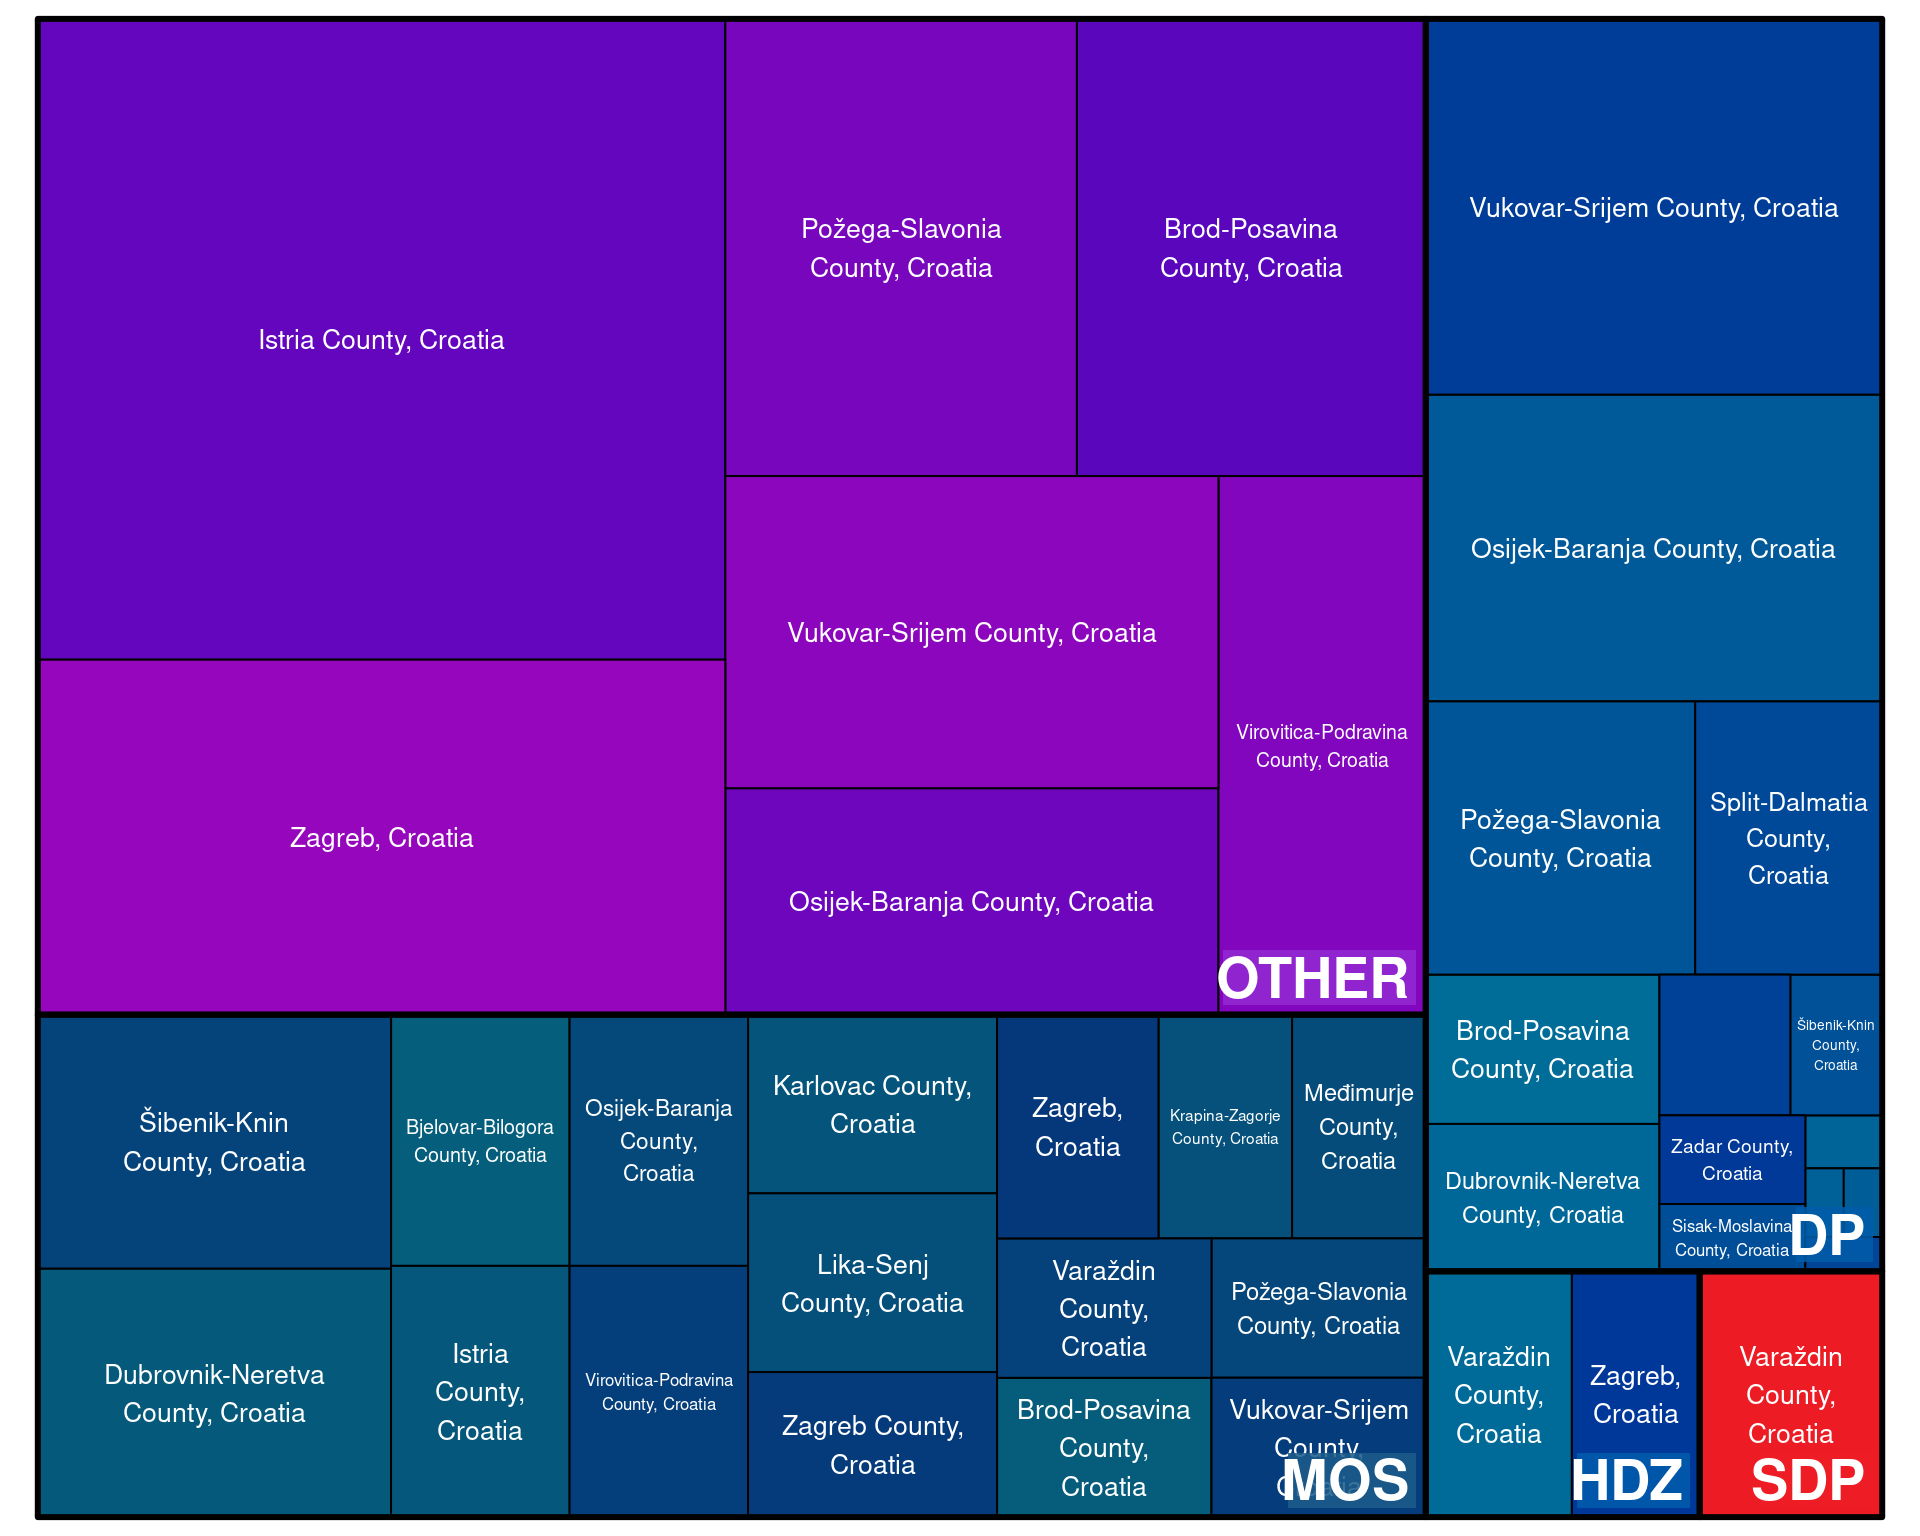 Istria County, Croatia
Požega-Slavonia
County, Croatia
Brod-Posavina
County, Croatia
Vukovar-Srijem County, Croatia
Zagreb, Croatia
Osijek-Baranja County, Croatia
Virovitica-Podravina
County, Croatia
OTHER
Vukovar-Srijem County, Croatia
Osijek-Baranja County, Croatia
Požega-Slavonia
County, Croatia
Split-Dalmatia
County,
Croatia
Brod-Posavina
County, Croatia
Šibenik-Knin
County,
Croatia
Dubrovnik-Neretva
County, Croatia
Zadar County,
Croatia
Sisak-Moslavina
County, Croatia
DP
Šibenik-Knin
County, Croatia
Dubrovnik-Neretva
County, Croatia
Bjelovar-Bilogora
County, Croatia
Istria
County,
Croatia
Osijek-Baranja
County,
Croatia
Virovitica-Podravina
County, Croatia
Karlovac County,
Croatia
Lika-Senj
County, Croatia
Zagreb County,
Croatia
Zagreb,
Croatia
Krapina-Zagorje
County, Croatia
Međimurje
County,
Croatia
Varaždin
County,
Croatia
Požega-Slavonia
County, Croatia
Brod-Posavina
County,
Croatia
Vukovar-Srijem
County,
MOS
Varaždin
County,
Croatia
Zagreb,
Croatia
HDZ
Varaždin
County,
Croatia
SDP